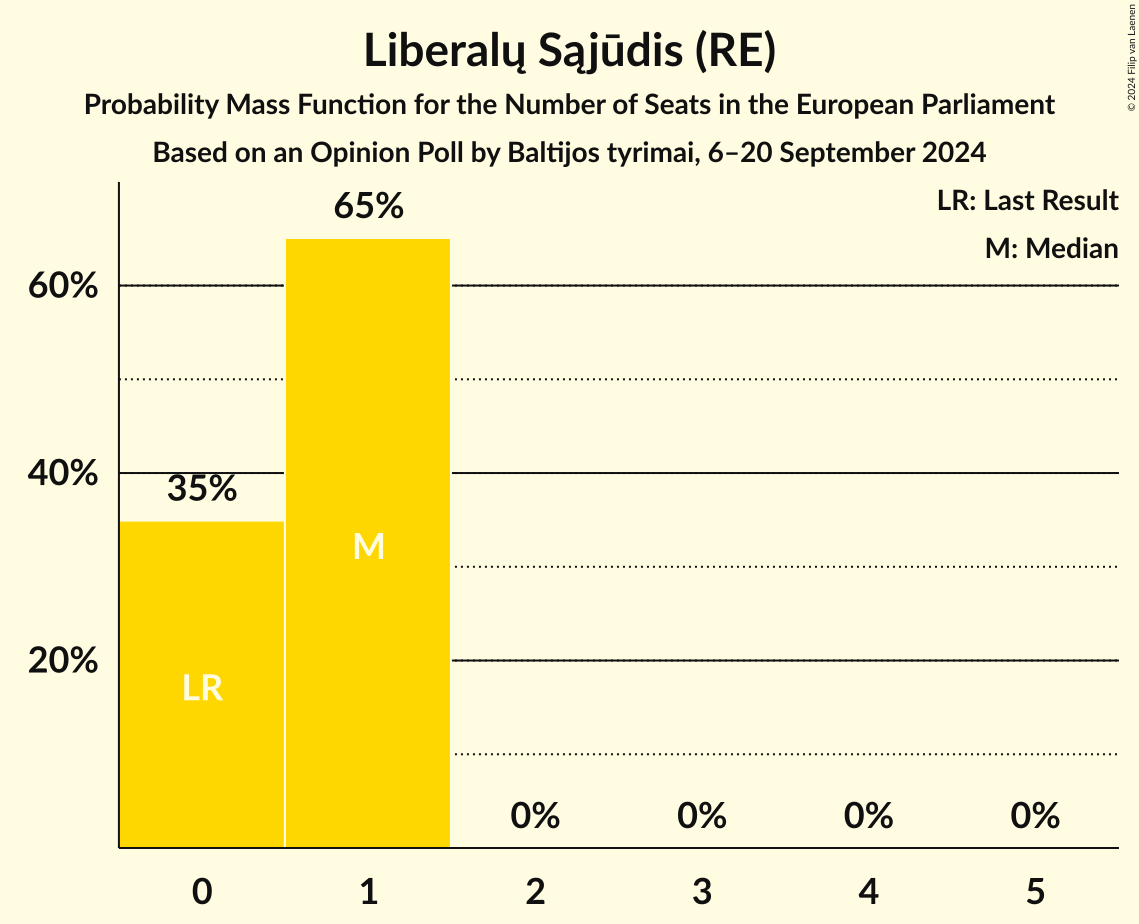 Liberalų Sąjūdis (RE)
Probability Mass Function for the Number of Seats in the European Parliament
Based on an Opinion Poll by Baltijos tyrimai, 6–20 September 2024
© 2024 Filip van Laenen
LR: Last Result
M: Median
65%
60%
40%
35%
M
20%
LR
0% 0% 0% 0%
0 1 2 3 4 5